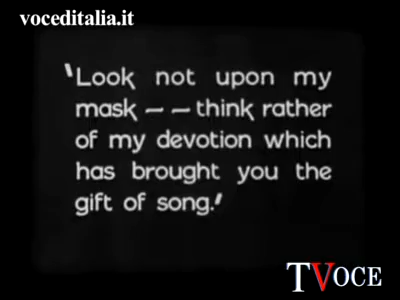 voceditalia.it
'Look not upon my
mask -- think rather
of my devotion which
has brought you the
gift of song.'
TVOCE